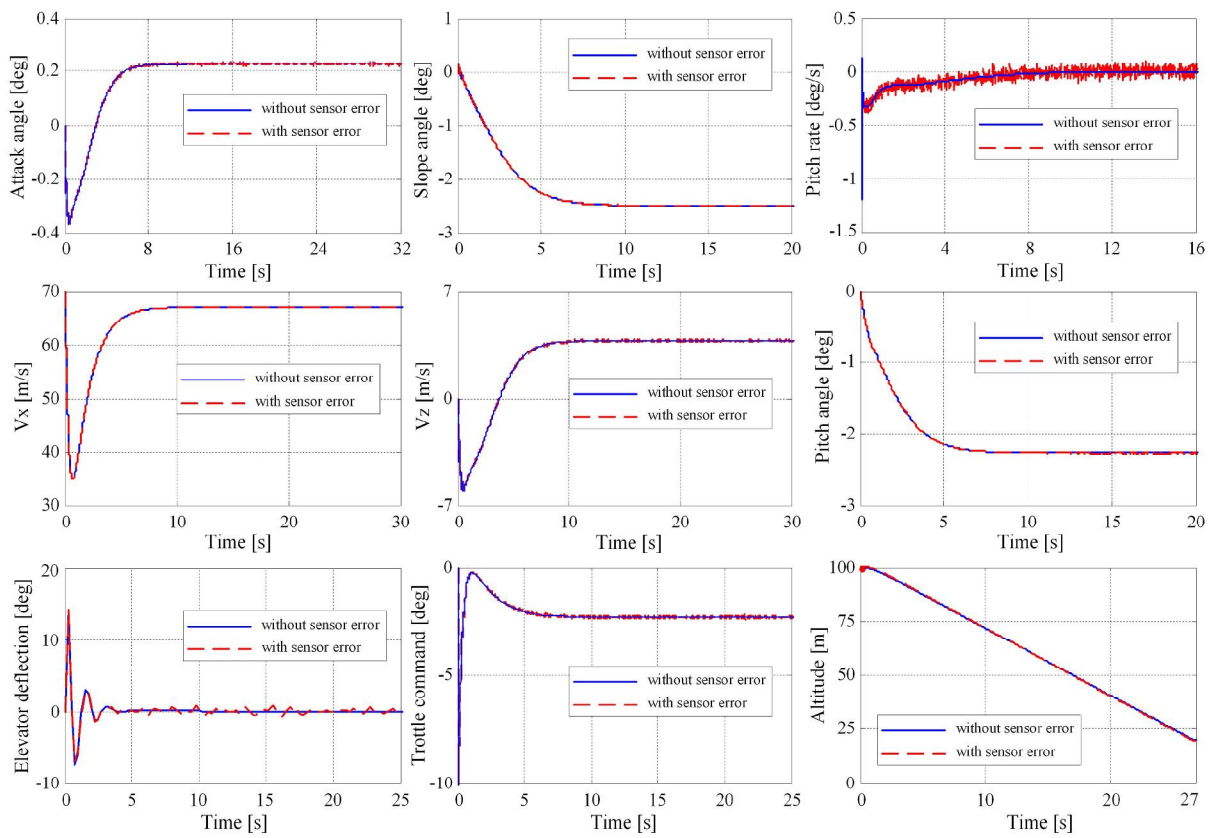 0.4
0.2
0
-0.2
-0.4
Attack angle [deg]
without sensor error
with sensor error
0 8 16 24 32
Time [s]
1
0
-1
-2
-3
Slope angle [deg]
without sensor error
with sensor error
0 5 10 15 20
Time [s]
0.5
0
-0.5
-1
-1.5
Pitch rate [deg/s]
without sensor error
with sensor error
0 4 8 12 16
Time [s]
70
60
50
40
30
Vx [m/s]
without sensor error
with sensor error
0 10 20 30
Time [s]
7
0
-7
Vz [m/s]
without sensor error
with sensor error
0 10 20 30
Time [s]
0
-1
-2
-3
Pitch angle [deg]
without sensor error
with sensor error
0 5 10 15 20
Time [s]
20
10
0
-10
Elevator deflection [deg]
without sensor error
with sensor error
0 5 10 15 20 25
Time [s]
0
-5
-10
Trottle command [deg]
without sensor error
with sensor error
0 5 10 15 20 25
Time [s]
100
75
50
25
0
Altitude [m]
without sensor error
with sensor error
0 10 20 27
Time [s]